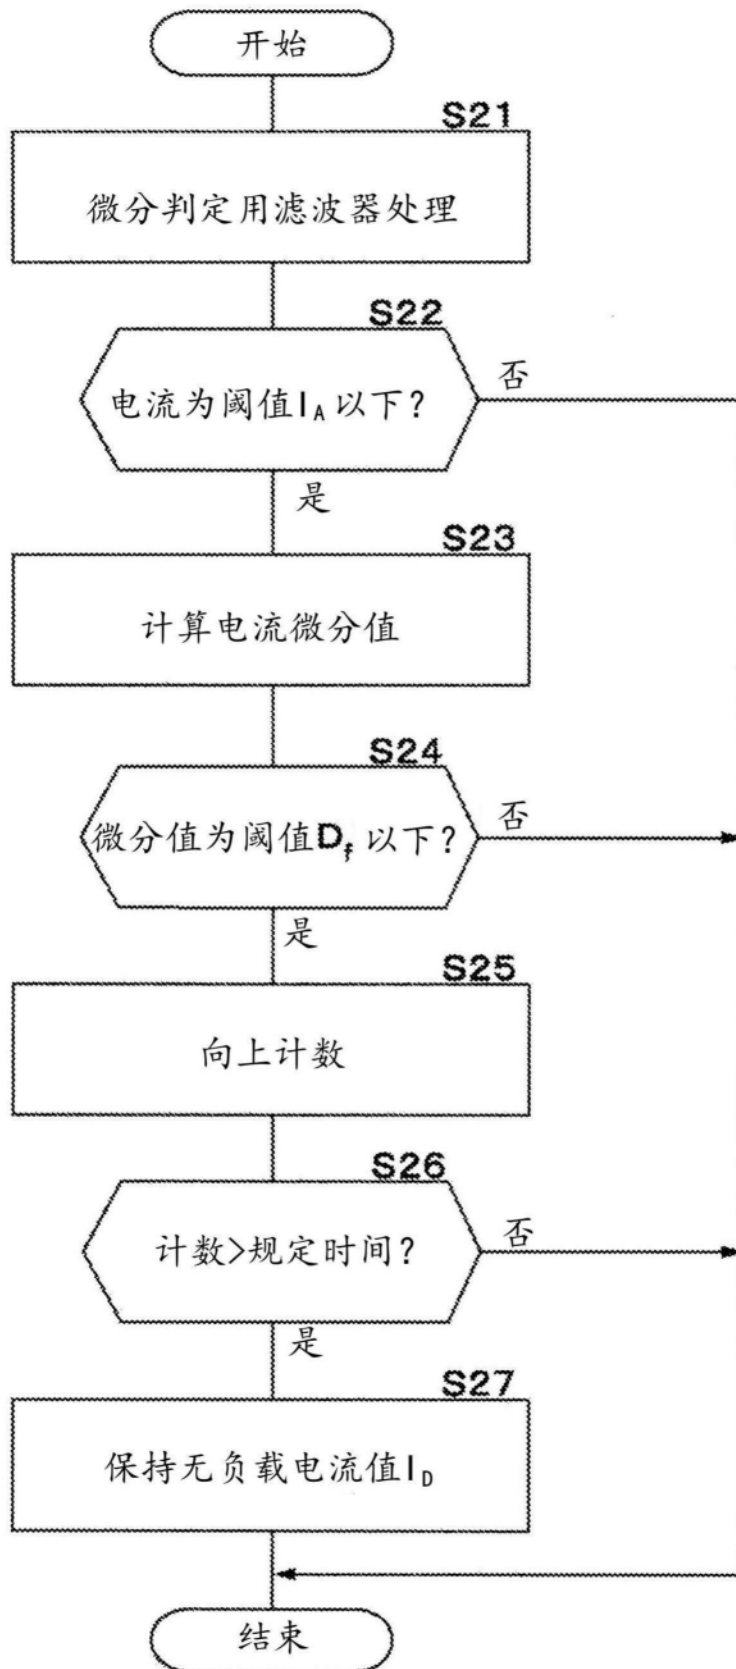 开始
S21
微分判定用滤波器处理
S22
电流为阈值I_A以下?
否
是
S23
计算电流微分值
S24
微分值为阈值D_f以下?
否
是
S25
向上计数
S26
计数>规定时间?
否
是
S27
保持无负载电流值I_D
结束